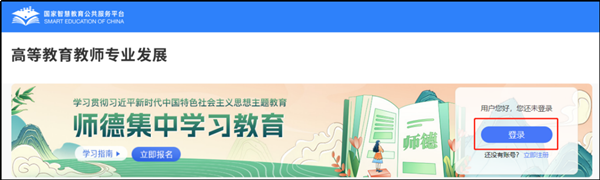 国家智慧教育公共服务平台
SMART EDUCATION OF CHINA
高等教育教师专业发展
学习贯彻习近平新时代中国特色社会主义思想主题教育
师德集中学习教育
学习指南 立即报名
师德
用户您好，您还未登录
登录
还没有账号？ 立即注册